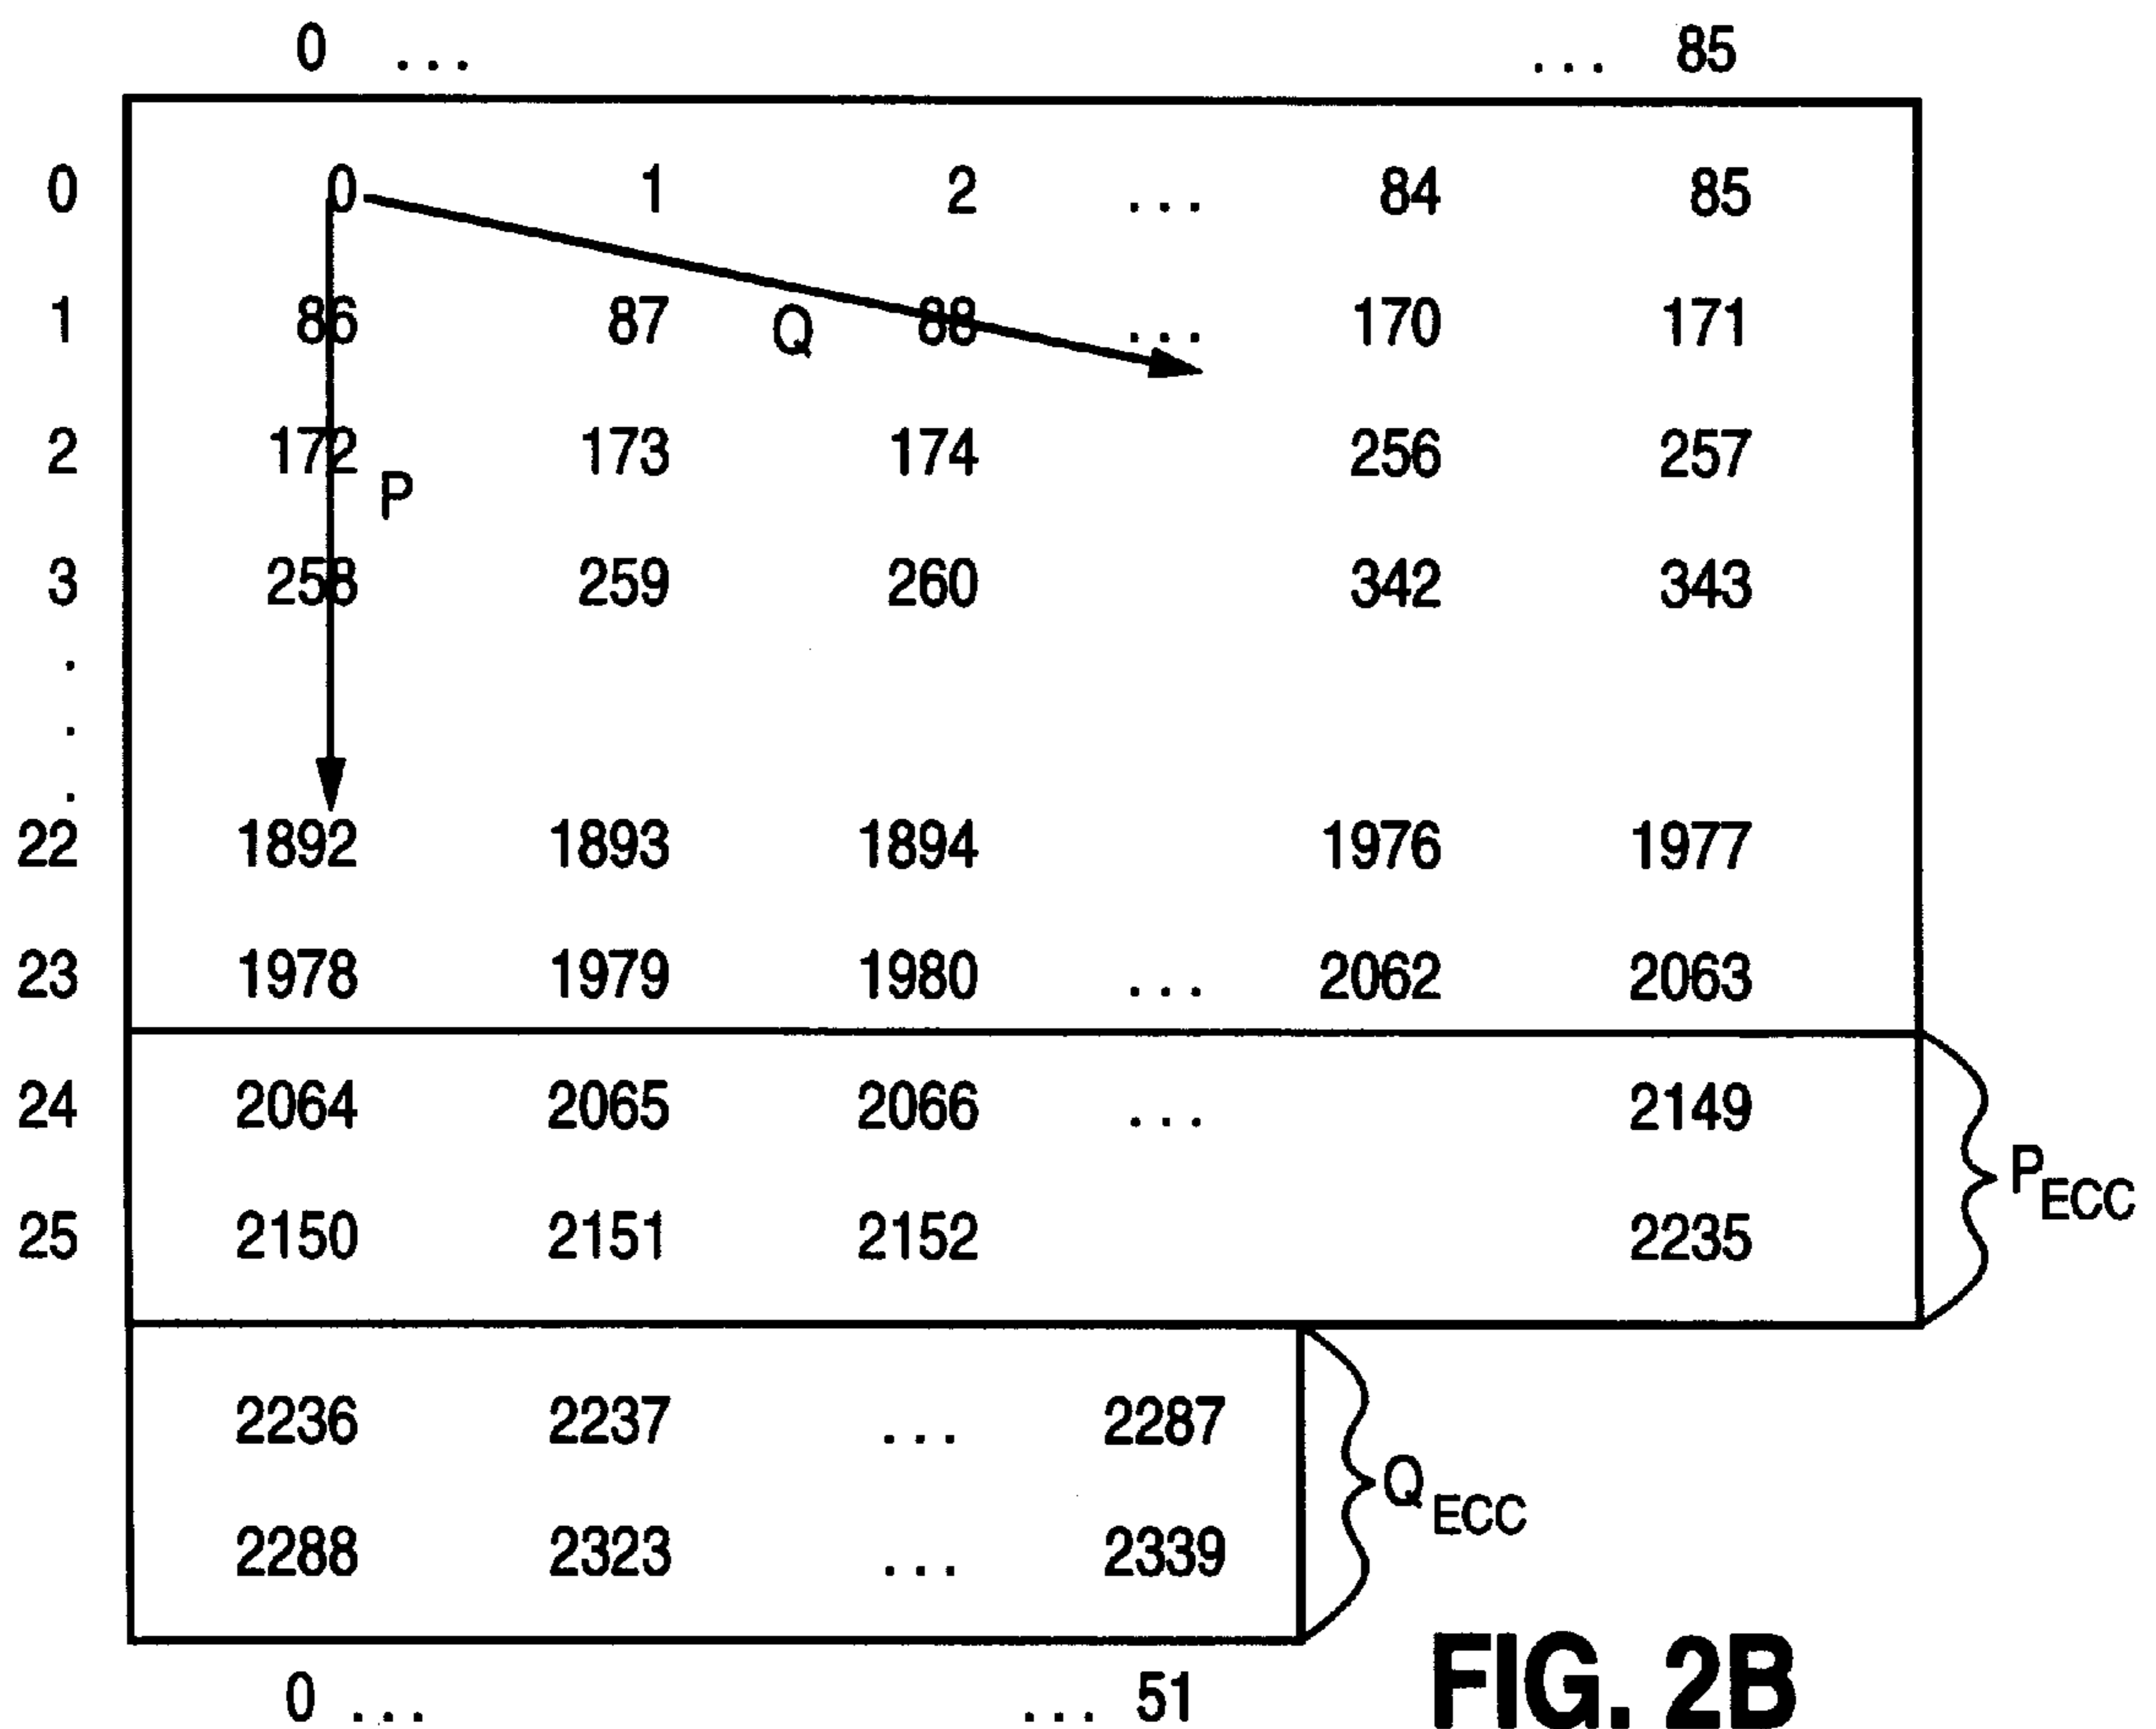 0 ... ... 85
0 0 1 2 ... 84 85
1 86 87 Q 88 ... 170 171
2 172 173 174 256 257
P
3 258 259 260 342 343
.
.
.
22 1892 1893 1894 1976 1977
23 1978 1979 1980 ... 2062 2063
24 2064 2065 2066 ... 2149
PECC
25 2150 2151 2152 2235
2236 2237 ... 2287
QECC
2288 2323 ... 2339
0 ... ... 51
FIG. 2B